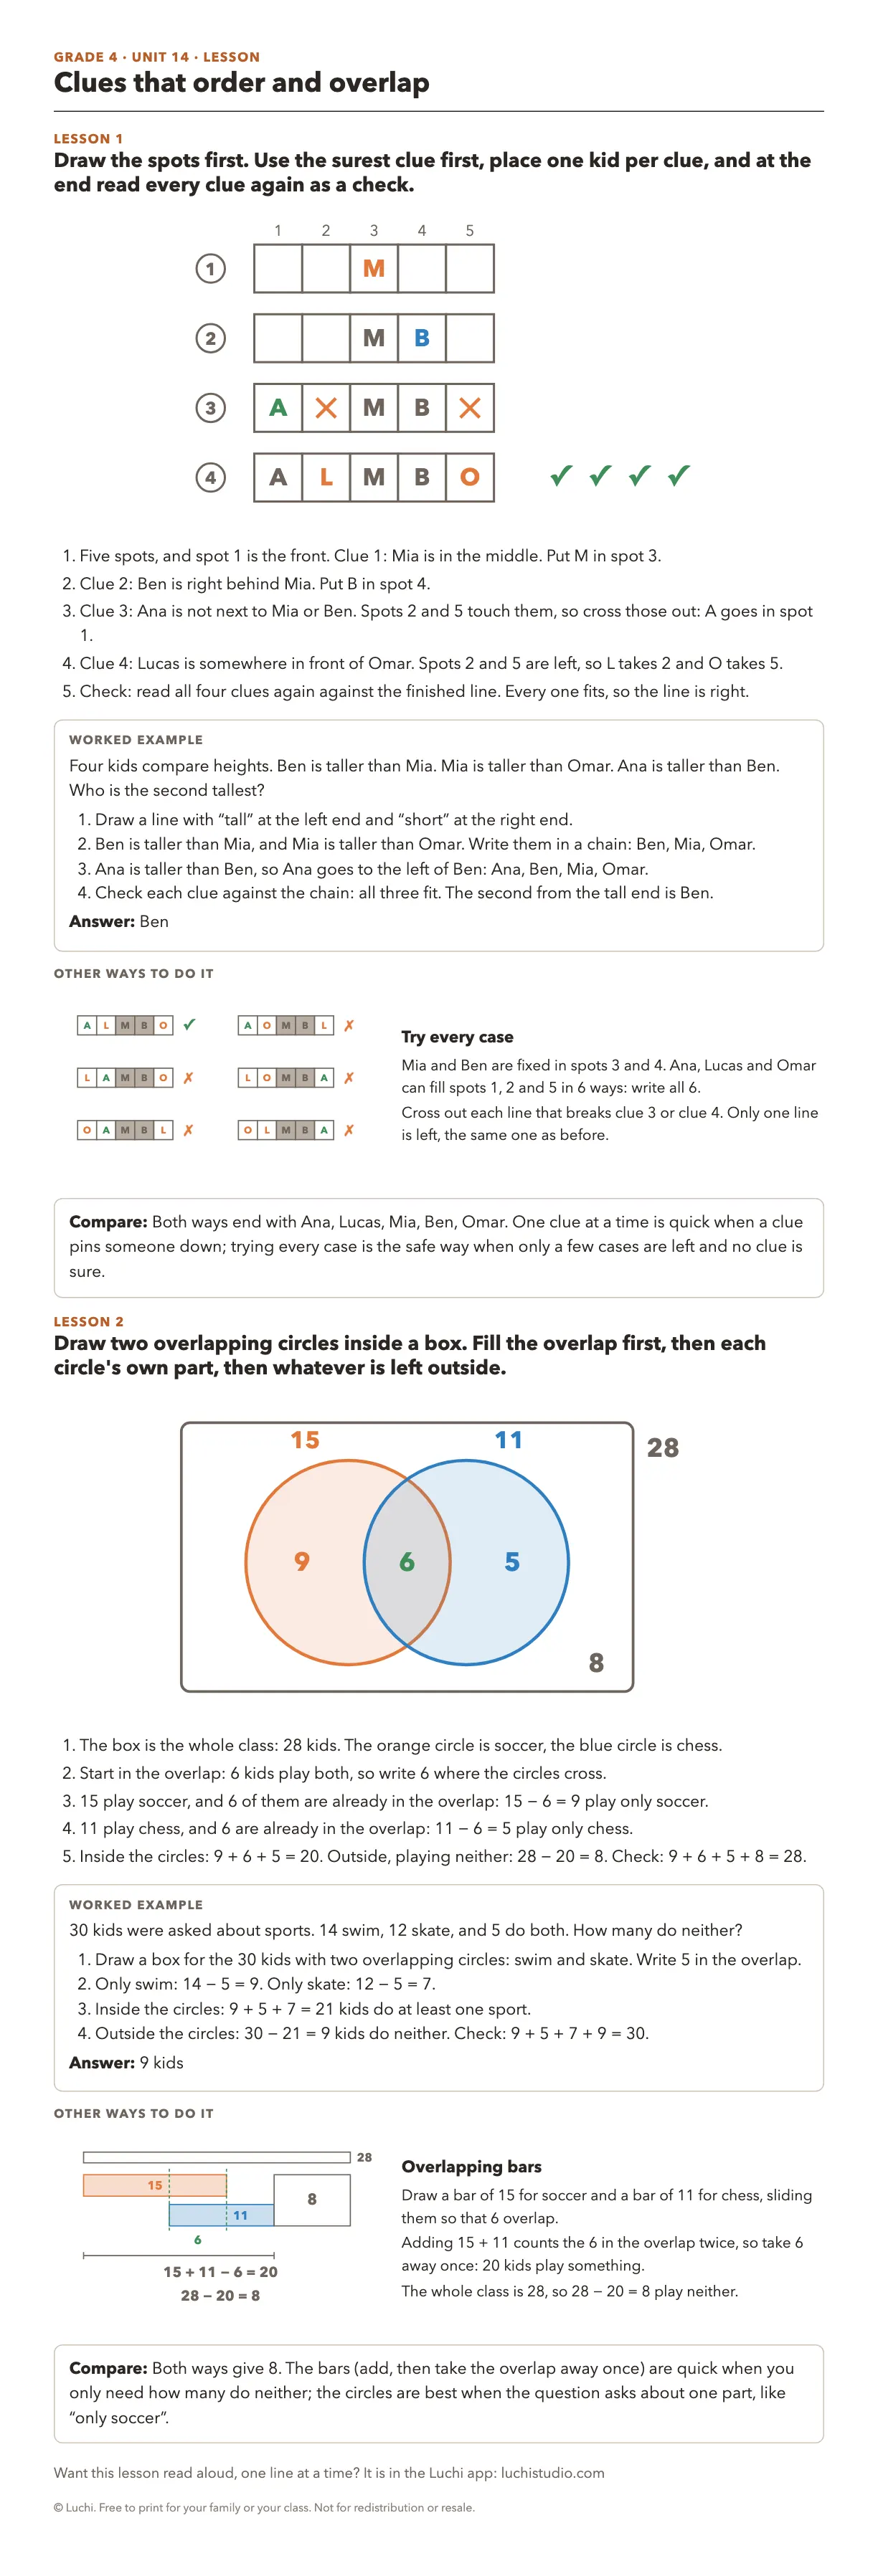 GRADE 4 · UNIT 14 · LESSON
Clues that order and overlap
LESSON 1
Draw the spots first. Use the surest clue first, place one kid per clue, and at the
end read every clue again as a check.
1 2 3 4 5
1 M
2 M B
3 A ✕ M B ✕
4 A L M B O ✓ ✓ ✓ ✓
1. Five spots, and spot 1 is the front. Clue 1: Mia is in the middle. Put M in spot 3.
2. Clue 2: Ben is right behind Mia. Put B in spot 4.
3. Clue 3: Ana is not next to Mia or Ben. Spots 2 and 5 touch them, so cross those out: A goes in spot
1.
4. Clue 4: Lucas is somewhere in front of Omar. Spots 2 and 5 are left, so L takes 2 and O takes 5.
5. Check: read all four clues again against the finished line. Every one fits, so the line is right.
WORKED EXAMPLE
Four kids compare heights. Ben is taller than Mia. Mia is taller than Omar. Ana is taller than Ben.
Who is the second tallest?
1. Draw a line with “tall” at the left end and “short” at the right end.
2. Ben is taller than Mia, and Mia is taller than Omar. Write them in a chain: Ben, Mia, Omar.
3. Ana is taller than Ben, so Ana goes to the left of Ben: Ana, Ben, Mia, Omar.
4. Check each clue against the chain: all three fit. The second from the tall end is Ben.
Answer: Ben
OTHER WAYS TO DO IT
A L M B O ✓ A O M B L ✗
L A M B O ✗ L O M B A ✗
O A M B L ✗ O L M B A ✗
Try every case
Mia and Ben are fixed in spots 3 and 4. Ana, Lucas and Omar
can fill spots 1, 2 and 5 in 6 ways: write all 6.
Cross out each line that breaks clue 3 or clue 4. Only one line
is left, the same one as before.
Compare: Both ways end with Ana, Lucas, Mia, Ben, Omar. One clue at a time is quick when a clue
pins someone down; trying every case is the safe way when only a few cases are left and no clue is
sure.
LESSON 2
Draw two overlapping circles inside a box. Fill the overlap first, then each
circle's own part, then whatever is left outside.
15 11 28
9 6 5
8
1. The box is the whole class: 28 kids. The orange circle is soccer, the blue circle is chess.
2. Start in the overlap: 6 kids play both, so write 6 where the circles cross.
3. 15 play soccer, and 6 of them are already in the overlap: 15 − 6 = 9 play only soccer.
4. 11 play chess, and 6 are already in the overlap: 11 − 6 = 5 play only chess.
5. Inside the circles: 9 + 6 + 5 = 20. Outside, playing neither: 28 − 20 = 8. Check: 9 + 6 + 5 + 8 = 28.
WORKED EXAMPLE
30 kids were asked about sports. 14 swim, 12 skate, and 5 do both. How many do neither?
1. Draw a box for the 30 kids with two overlapping circles: swim and skate. Write 5 in the overlap.
2. Only swim: 14 − 5 = 9. Only skate: 12 − 5 = 7.
3. Inside the circles: 9 + 5 + 7 = 21 kids do at least one sport.
4. Outside the circles: 30 − 21 = 9 kids do neither. Check: 9 + 5 + 7 + 9 = 30.
Answer: 9 kids
OTHER WAYS TO DO IT
28
15
8
11
6
15 + 11 − 6 = 20
28 − 20 = 8
Overlapping bars
Draw a bar of 15 for soccer and a bar of 11 for chess, sliding
them so that 6 overlap.
Adding 15 + 11 counts the 6 in the overlap twice, so take 6
away once: 20 kids play something.
The whole class is 28, so 28 − 20 = 8 play neither.
Compare: Both ways give 8. The bars (add, then take the overlap away once) are quick when you
only need how many do neither; the circles are best when the question asks about one part, like
“only soccer”.
Want this lesson read aloud, one line at a time? It is in the Luchi app: luchistudio.com
© Luchi. Free to print for your family or your class. Not for redistribution or resale.